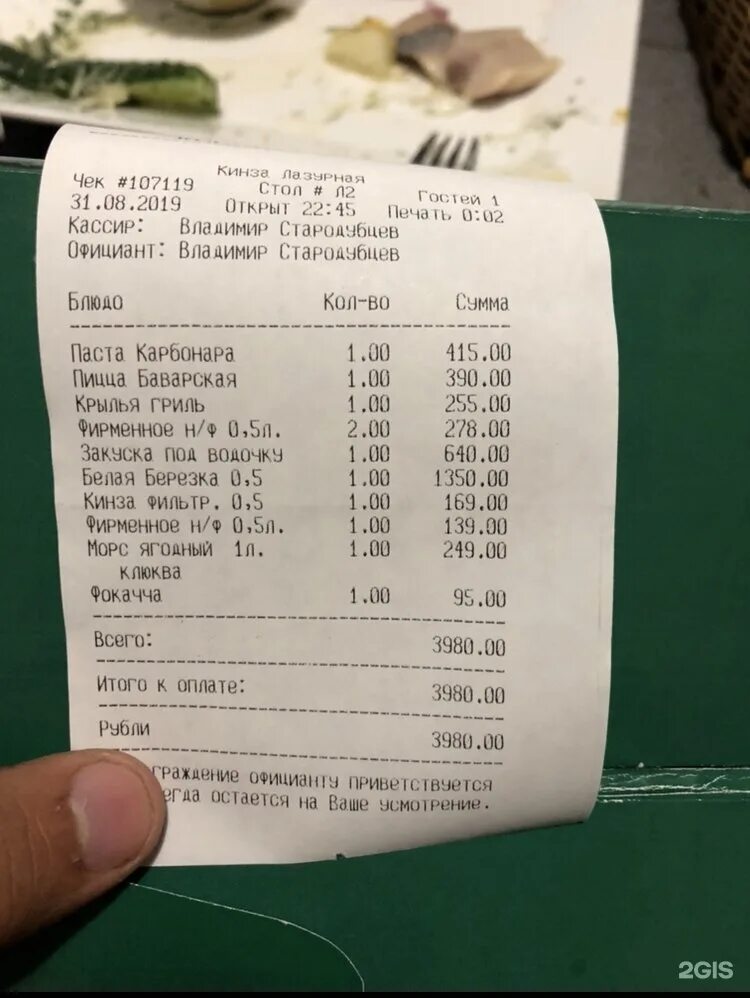 Кинза Лазурная
Чек #107119 Стол # Л2 Гостей 1
31.08.2019 Открыт 22:45 Печать 0:02
Кассир: Владимир Стародубцев
Официант: Владимир Стародубцев
Блюдо Кол-во Сумма
Паста Карбонара 1.00 415.00
Пицца Баварская 1.00 390.00
Крылья гриль 1.00 255.00
Фирменное н/ф 0,5л. 2.00 278.00
Закуска под водочку 1.00 640.00
Белая Березка 0,5 1.00 1350.00
Кинза фильтр. 0,5 1.00 169.00
Фирменное н/ф 0,5л. 1.00 139.00
Морс ягодный 1л. 1.00 249.00
клюква
Фокачча 1.00 95.00
Всего: 3980.00
Итого к оплате: 3980.00
Рубли 3980.00
граждение официанту приветствуется
егда остается на Ваше усмотрение.
2GIS